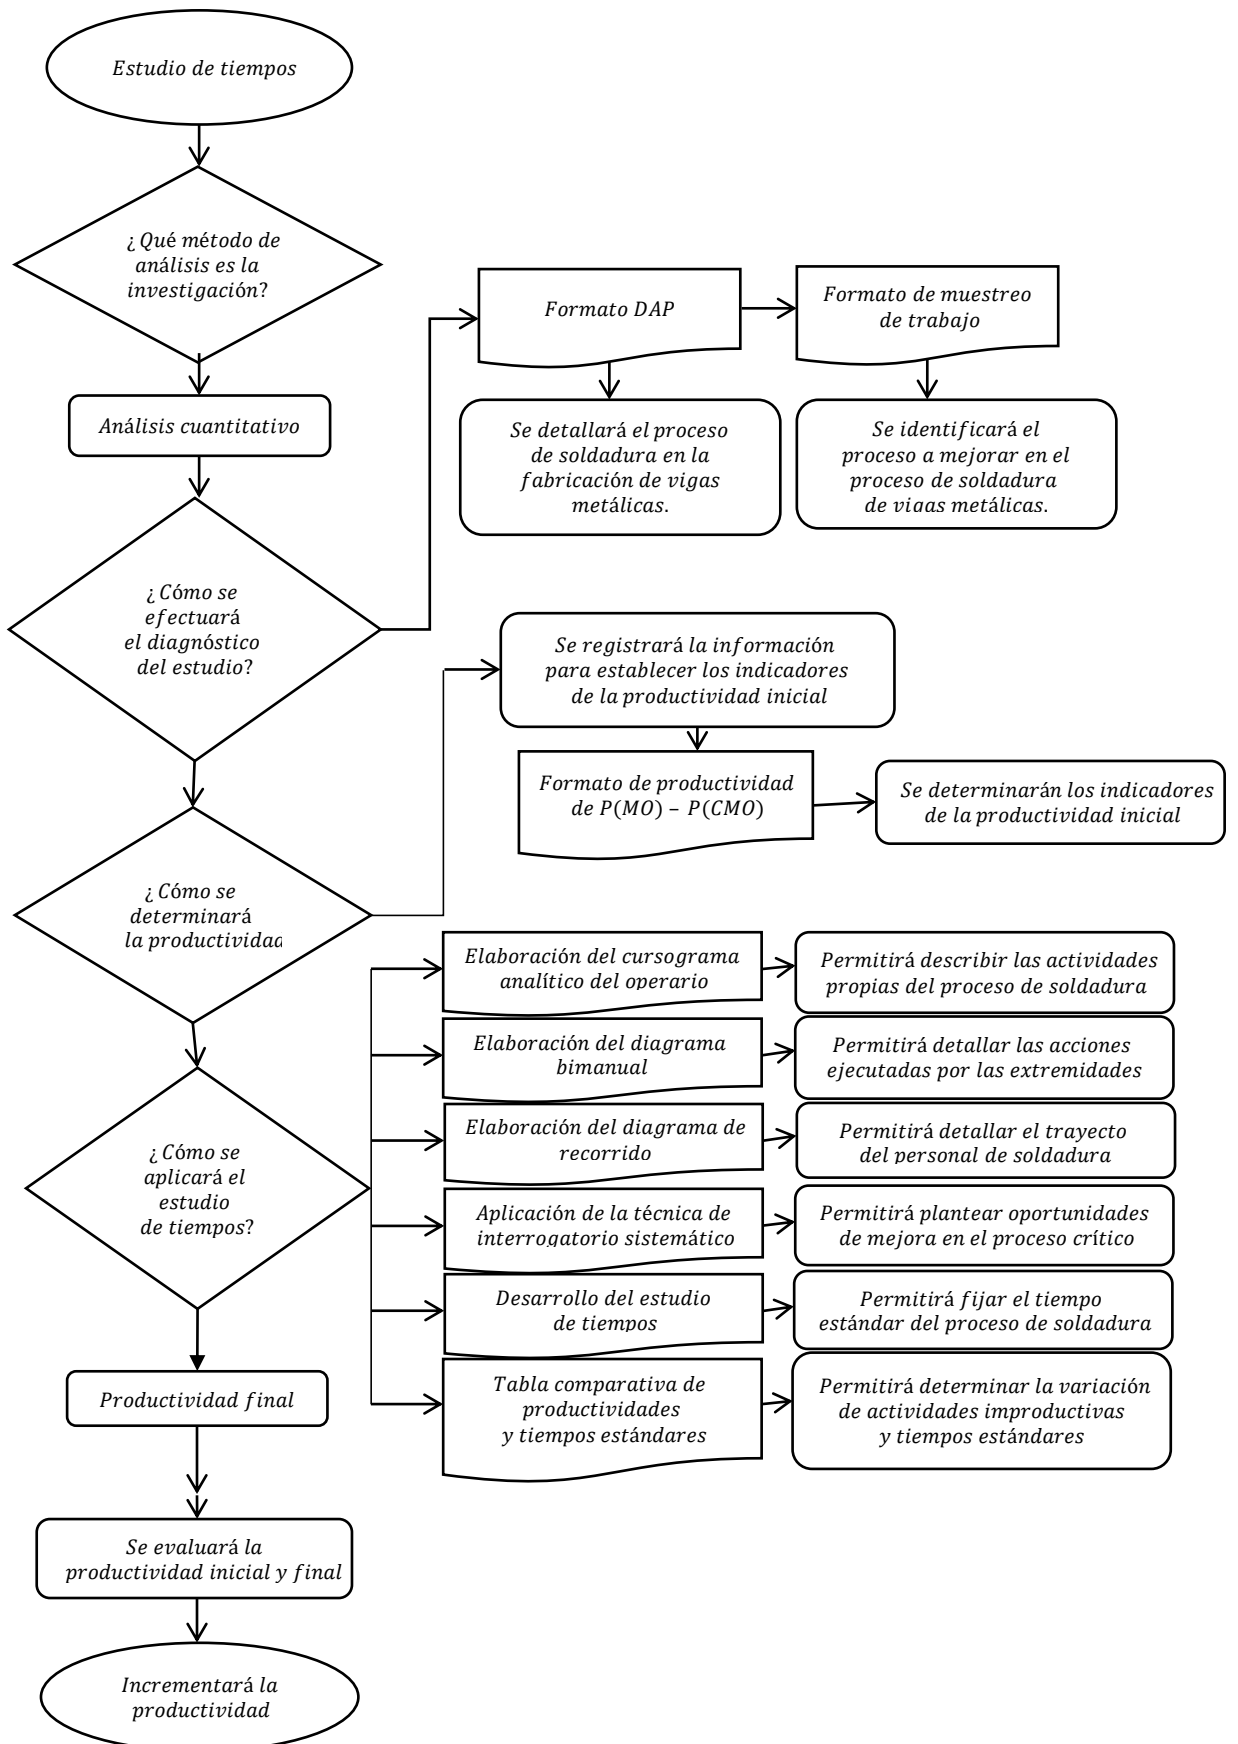 Estudio de tiempos
¿Qué método de
análisis es la
investigación?
Análisis cuantitativo
¿Cómo se
efectuará
el diagnóstico
del estudio?
Formato DAP
Formato de muestreo
de trabajo
Se detallará el proceso
de soldadura en la
fabricación de vigas
metálicas.
Se identificará el
proceso a mejorar en el
proceso de soldadura
de vigas metálicas.
¿Cómo se
determinará
la productividad
Se registrará la información
para establecer los indicadores
de la productividad inicial
Formato de productividad
de P(MO) – P(CMO)
Se determinarán los indicadores
de la productividad inicial
¿Cómo se
aplicará el
estudio
de tiempos?
Elaboración del cursograma
analítico del operario
Permitirá describir las actividades
propias del proceso de soldadura
Elaboración del diagrama
bimanual
Permitirá detallar las acciones
ejecutadas por las extremidades
Elaboración del diagrama de
recorrido
Permitirá detallar el trayecto
del personal de soldadura
Aplicación de la técnica de
interrogatorio sistemático
Permitirá plantear oportunidades
de mejora en el proceso crítico
Desarrollo del estudio
de tiempos
Permitirá fijar el tiempo
estándar del proceso de soldadura
Tabla comparativa de
productividades
y tiempos estándares
Permitirá determinar la variación
de actividades improductivas
y tiempos estándares
Productividad final
Se evaluará la
productividad inicial y final
Incrementará la
productividad